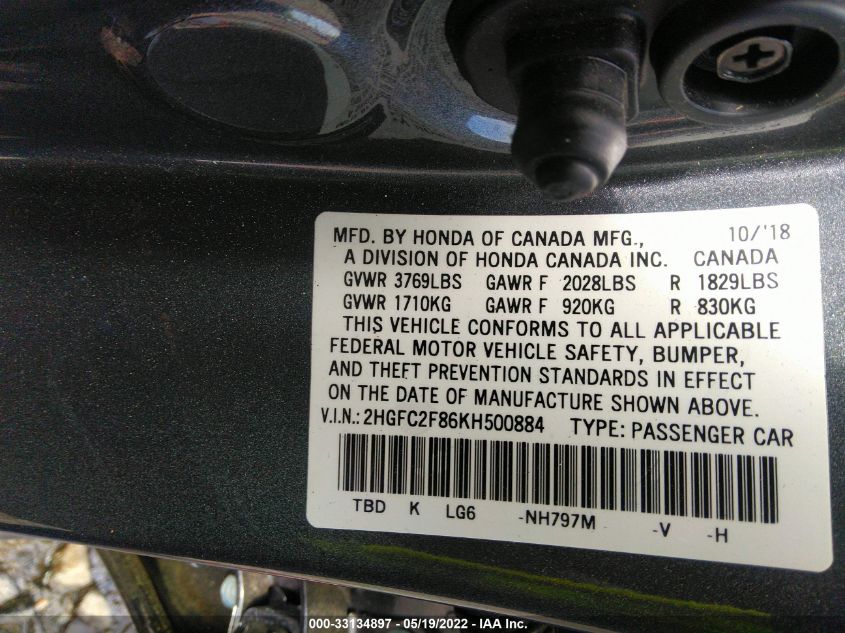 MFD. BY HONDA OF CANADA MFG., 10/'18
A DIVISION OF HONDA CANADA INC. CANADA
GVWR 3769LBS GAWR F 2028LBS R 1829LBS
GVWR 1710KG GAWR F 920KG R 830KG
THIS VEHICLE CONFORMS TO ALL APPLICABLE
FEDERAL MOTOR VEHICLE SAFETY, BUMPER,
AND THEFT PREVENTION STANDARDS IN EFFECT
ON THE DATE OF MANUFACTURE SHOWN ABOVE.
V.I.N.: 2HGFC2F86KH500884 TYPE: PASSENGER CAR
TBD K LG6 -NH797M -V -H
000-33134897 - 05/19/2022 - IAA Inc.